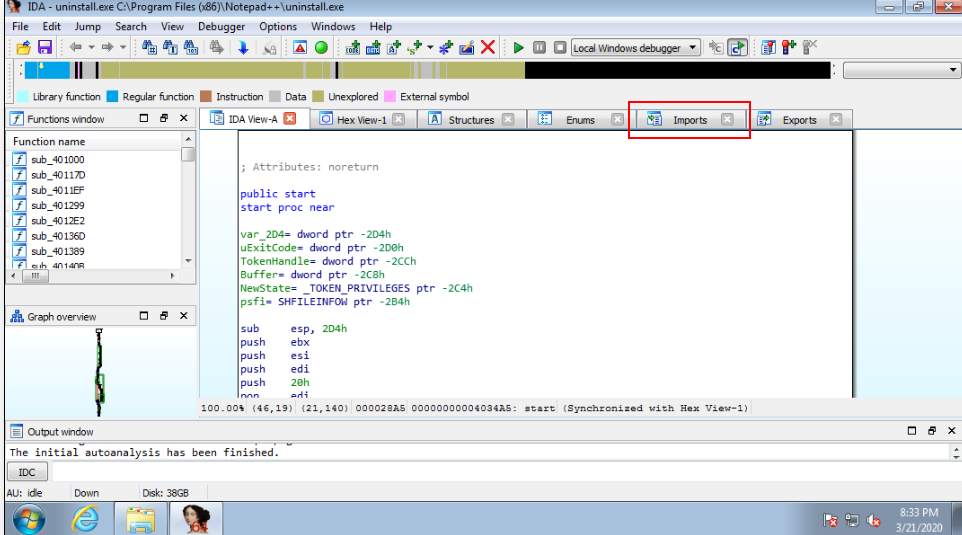 IDA - uninstall.exe C:\Program Files (x86)\Notepad++\uninstall.exe
File Edit Jump Search View Debugger Options Windows Help
Local Windows debugger
Library function Regular function Instruction Data Unexplored External symbol
Functions window
IDA View-A Hex View-1 Structures Enums Imports Exports
Function name
sub_401000
sub_40117D
sub_4011EF
sub_401299
sub_4012E2
sub_40136D
sub_401389
sub_40140B
; Attributes: noreturn
public start
start proc near
var_2D4= dword ptr -2D4h
uExitCode= dword ptr -2D0h
TokenHandle= dword ptr -2CCh
Buffer= dword ptr -2C8h
NewState= _TOKEN_PRIVILEGES ptr -2C4h
psfi= SHFILEINFOW ptr -2B4h
sub esp, 2D4h
push ebx
push esi
push edi
push 20h
pop edi
Graph overview
100.00% (46,19) (21,140) 000028A5 00000000004034A5: start (Synchronized with Hex View-1)
Output window
The initial autoanalysis has been finished.
IDC
AU: idle Down Disk: 38GB
64
8:33 PM
3/21/2020